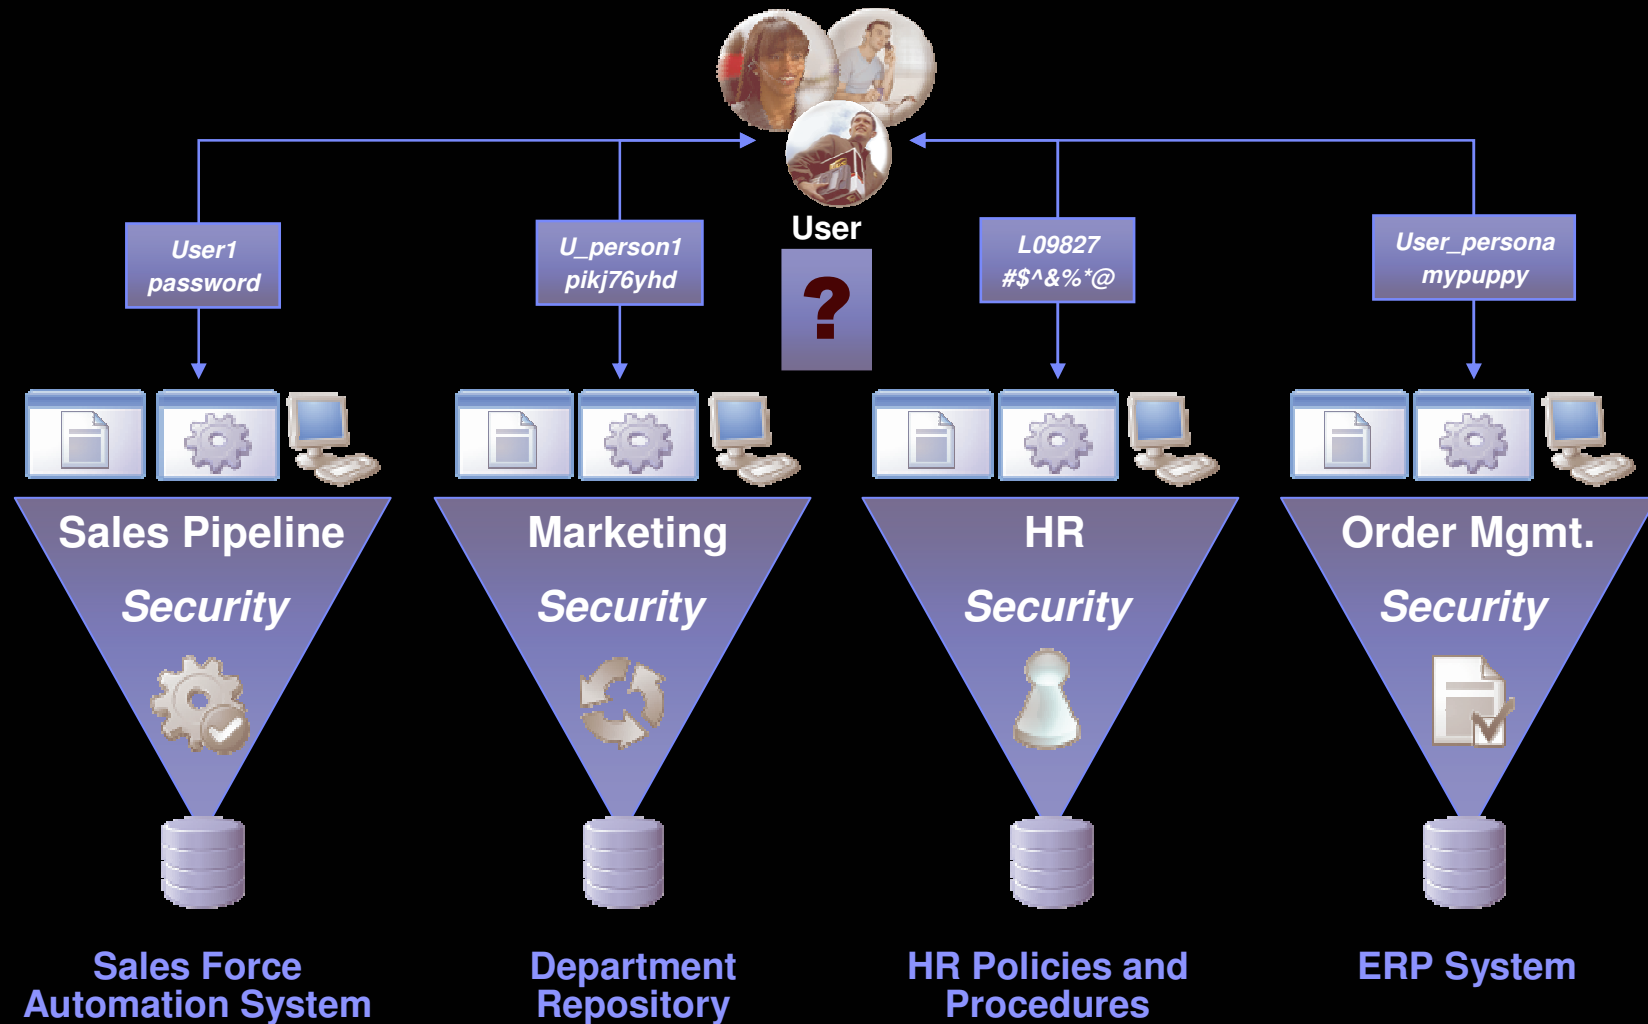 User
?
User1
password
U_person1
pikj76yhd
L09827
#$^&%*@
User_persona
mypuppy
Sales Pipeline
Security
Marketing
Security
HR
Security
Order Mgmt.
Security
Sales Force
Automation System
Department
Repository
HR Policies and
Procedures
ERP System